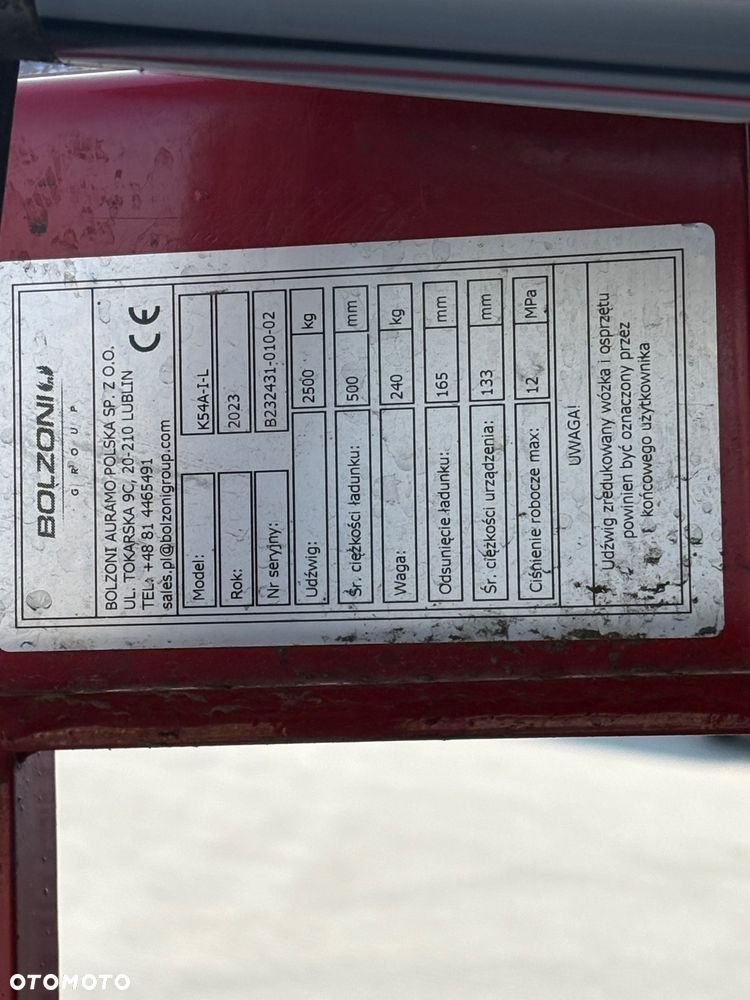 BOLZONI
GROUP
BOLZONI AURAMO POLSKA SP. Z O.O.
UL. TOKARSKA 9C, 20-210 LUBLIN
TEL. +48 81 4465491
sales.pl@bolzonigroup.com
CE
Model: K54A-I-L
Rok: 2023
Nr seryjny: B232431-010-02
Udźwig: 2500 kg
Śr. ciężkości ładunku: 500 mm
Waga: 240 kg
Odsunięcie ładunku: 165 mm
Śr. ciężkości urządzenia: 133 mm
Ciśnienie robocze max: 12 MPa
UWAGA!
Udźwig zredukowany wózka i osprzętu
powinien być oznaczony przez
końcowego użytkownika
OTOMOTO